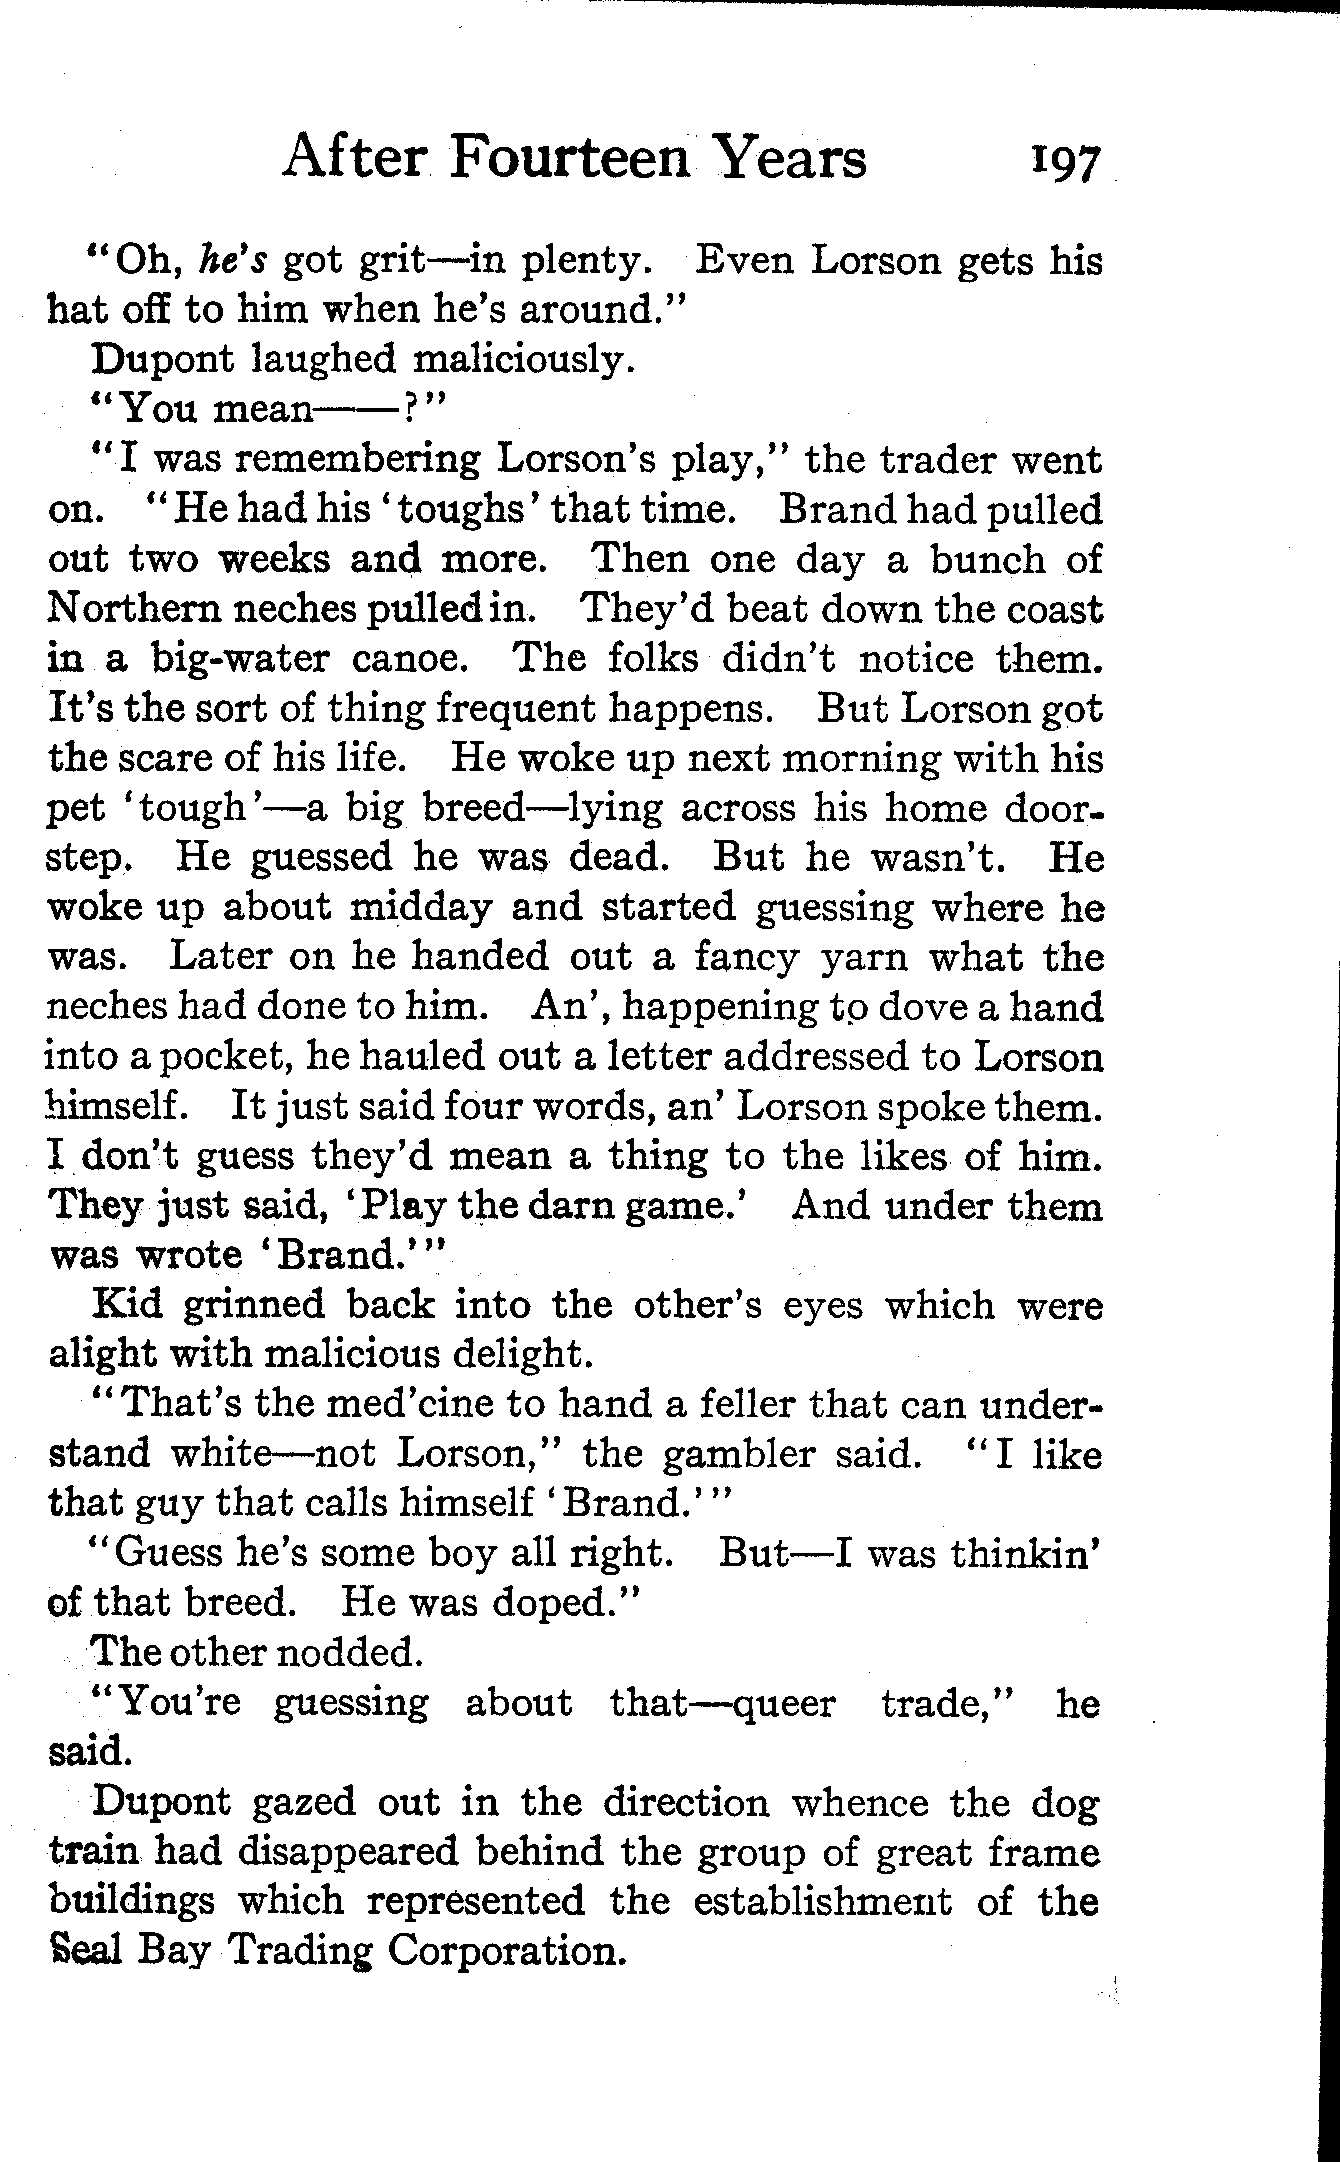 After Fourteen Years 197
"Oh, he's got grit—in plenty. Even Lorson gets his
hat off to him when he's around."
Dupont laughed maliciously.
"You mean——?"
"I was remembering Lorson's play," the trader went
on. "He had his 'toughs' that time. Brand had pulled
out two weeks and more. Then one day a bunch of
Northern neches pulled in. They'd beat down the coast
in a big-water canoe. The folks didn't notice them.
It's the sort of thing frequent happens. But Lorson got
the scare of his life. He woke up next morning with his
pet 'tough'—a big breed—lying across his home door-
step. He guessed he was dead. But he wasn't. He
woke up about midday and started guessing where he
was. Later on he handed out a fancy yarn what the
neches had done to him. An', happening to dove a hand
into a pocket, he hauled out a letter addressed to Lorson
himself. It just said four words, an' Lorson spoke them.
I don't guess they'd mean a thing to the likes of him.
They just said, 'Play the darn game.' And under them
was wrote 'Brand.'"
Kid grinned back into the other's eyes which were
alight with malicious delight.
"That's the med'cine to hand a feller that can under-
stand white—not Lorson," the gambler said. "I like
that guy that calls himself 'Brand.'"
"Guess he's some boy all right. But—I was thinkin'
of that breed. He was doped."
The other nodded.
"You're guessing about that—queer trade," he
said.
Dupont gazed out in the direction whence the dog
train had disappeared behind the group of great frame
buildings which represented the establishment of the
Seal Bay Trading Corporation.